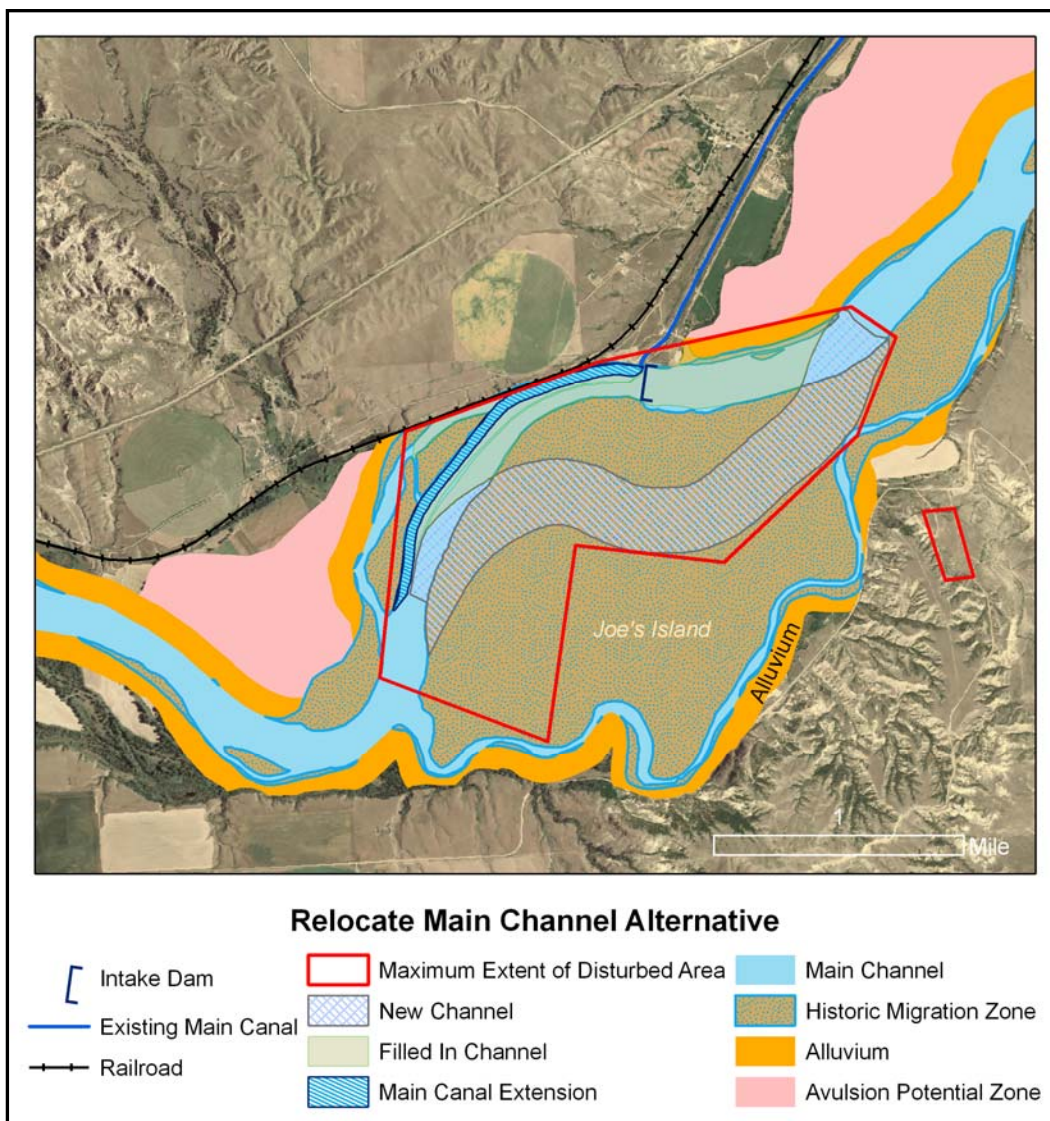 Joe's Island
Alluvium
1
Mile
Relocate Main Channel Alternative
Intake Dam
Existing Main Canal
Railroad
Maximum Extent of Disturbed Area
New Channel
Filled In Channel
Main Canal Extension
Main Channel
Historic Migration Zone
Alluvium
Avulsion Potential Zone